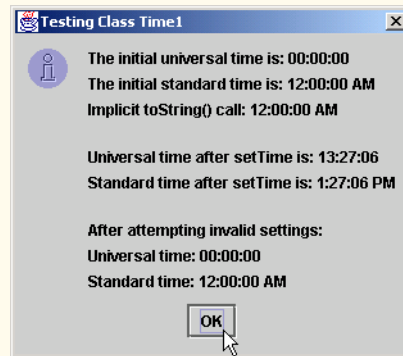 Testing Class Time1
The initial universal time is: 00:00:00
The initial standard time is: 12:00:00 AM
Implicit toString() call: 12:00:00 AM
Universal time after setTime is: 13:27:06
Standard time after setTime is: 1:27:06 PM
After attempting invalid settings:
Universal time: 00:00:00
Standard time: 12:00:00 AM
OK